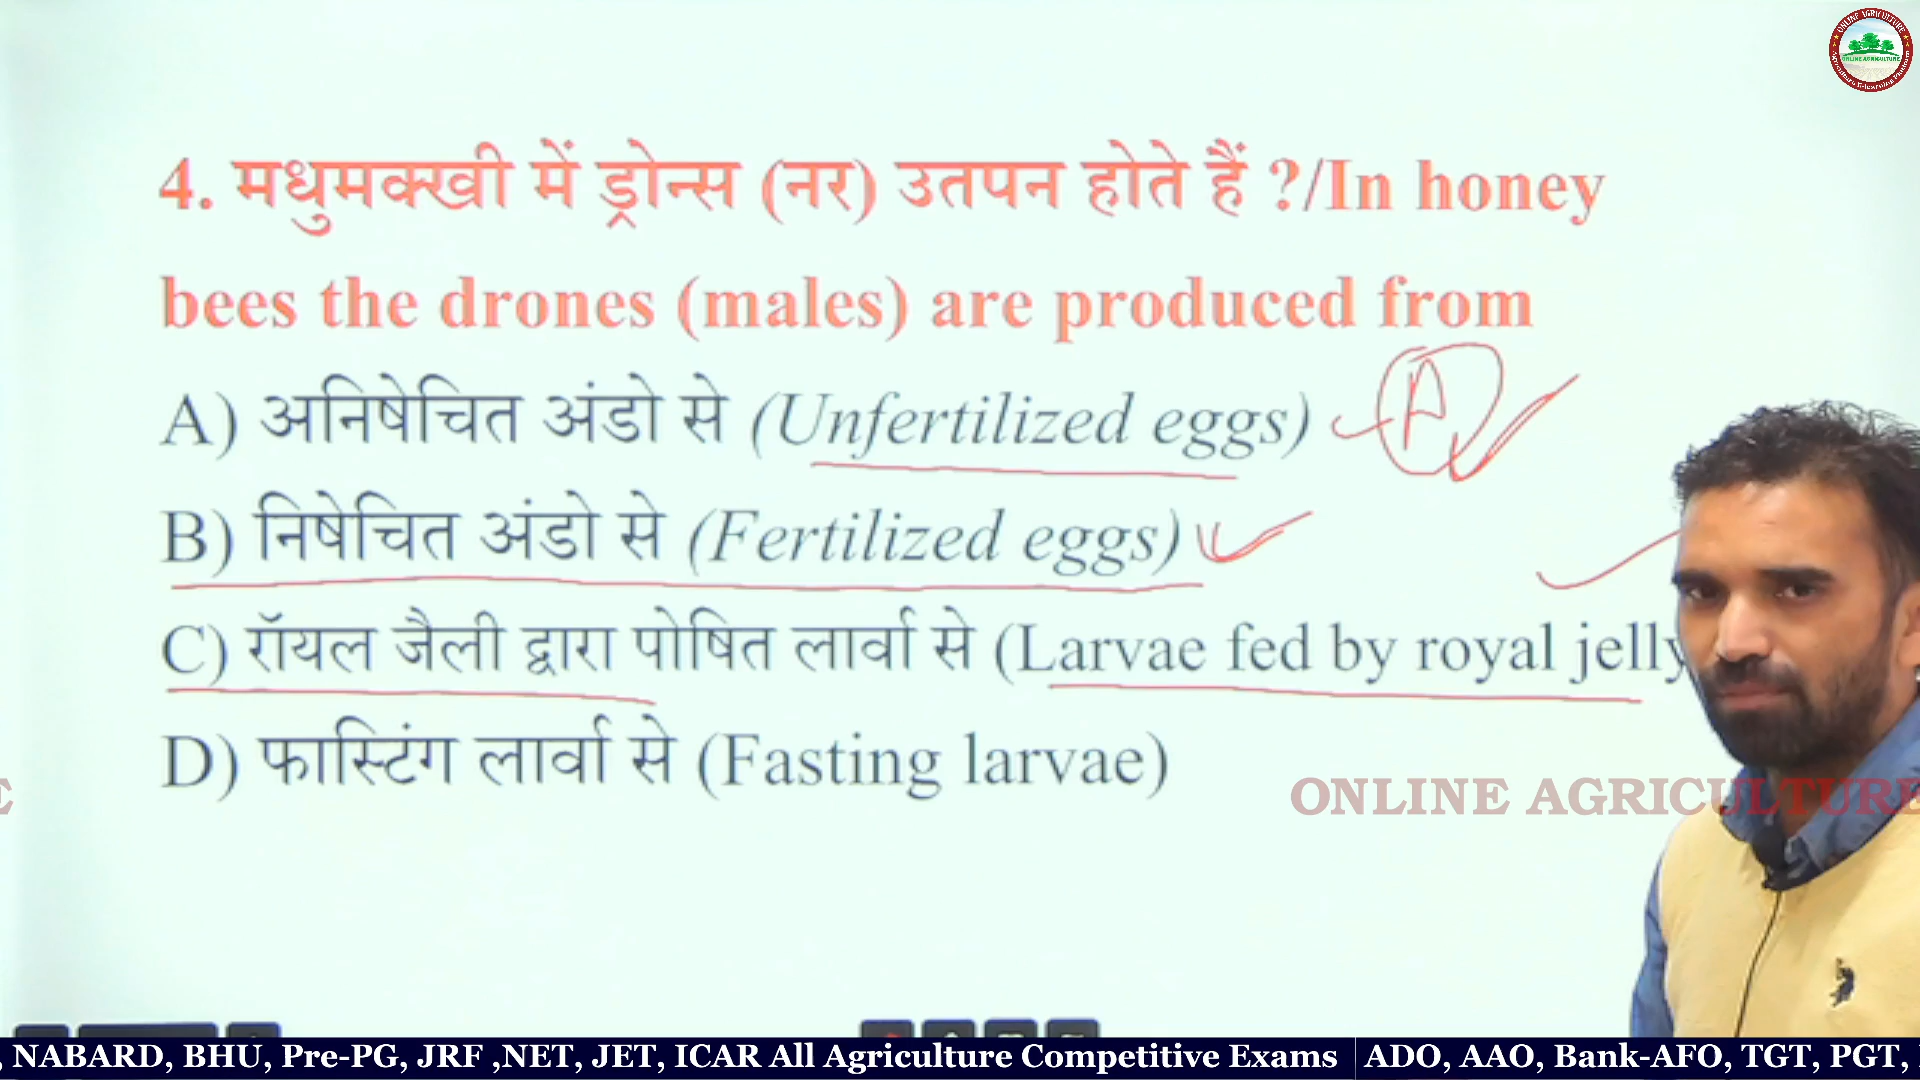 ONLINE AGRICULTURE
4. मधुमक्खी में ड्रोन्स (नर) उतपन होते हैं ?/In honey
bees the drones (males) are produced from
A) अनिषेचित अंडो से (Unfertilized eggs)
A
B) निषेचित अंडो से (Fertilized eggs)
C) रॉयल जैली द्वारा पोषित लार्वा से (Larvae fed by royal jelly
D) फास्टिंग लार्वा से (Fasting larvae)
E ONLINE AGRICULTURE
, NABARD, BHU, Pre-PG, JRF ,NET, JET, ICAR All Agriculture Competitive Exams ADO, AAO, Bank-AFO, TGT, PGT,